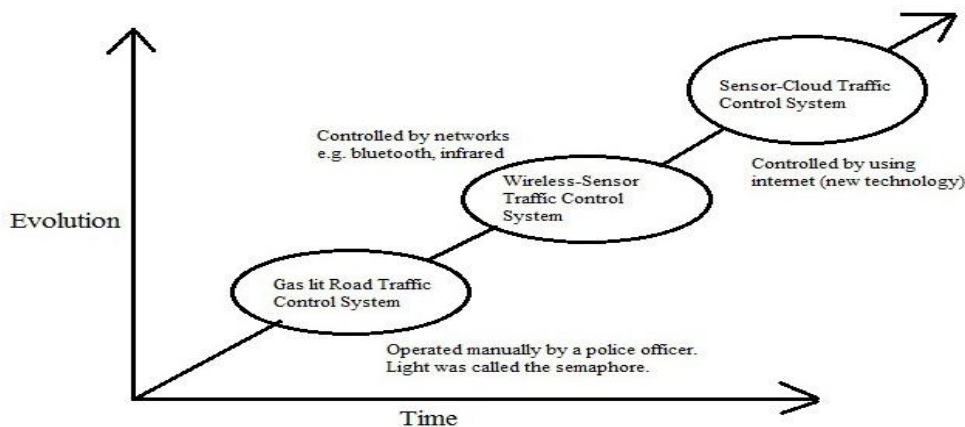 Sensor-Cloud Traffic
Control System
Controlled by networks
e.g. bluetooth, infrared
Controlled by using
internet (new technology)
Wireless-Sensor
Traffic Control
System
Evolution
Gas lit Road Traffic
Control System
Operated manually by a police officer.
Light was called the semaphore.
Time